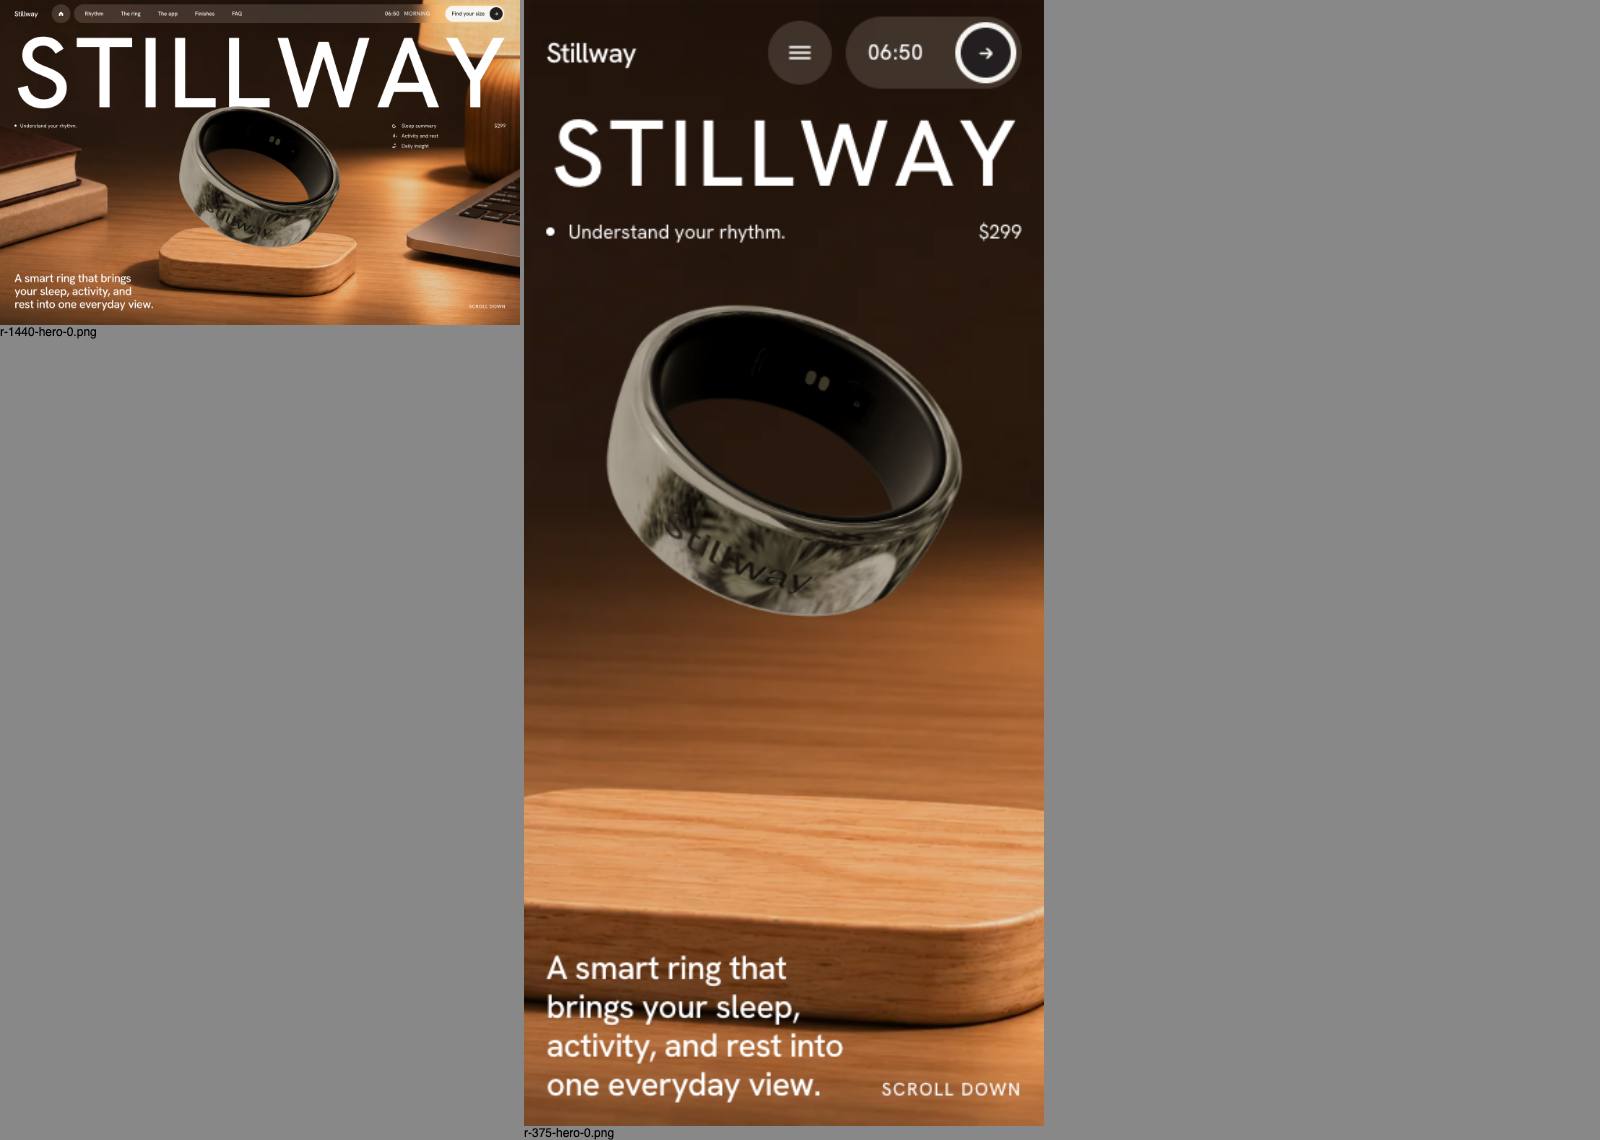 Stillway
Rhythm
The ring
The app
Finishes
FAQ
06:50 MORNING
Find your size
STILLWAY
Understand your rhythm.
Sleep summary
Activity and rest
Daily insight
$299
Stillway
A smart ring that brings
your sleep, activity, and
rest into one everyday view.
SCROLL DOWN
r-1440-hero-0.png
Stillway
06:50
STILLWAY
Understand your rhythm.
$299
Stillway
A smart ring that
brings your sleep,
activity, and rest into
one everyday view.
SCROLL DOWN
r-375-hero-0.png